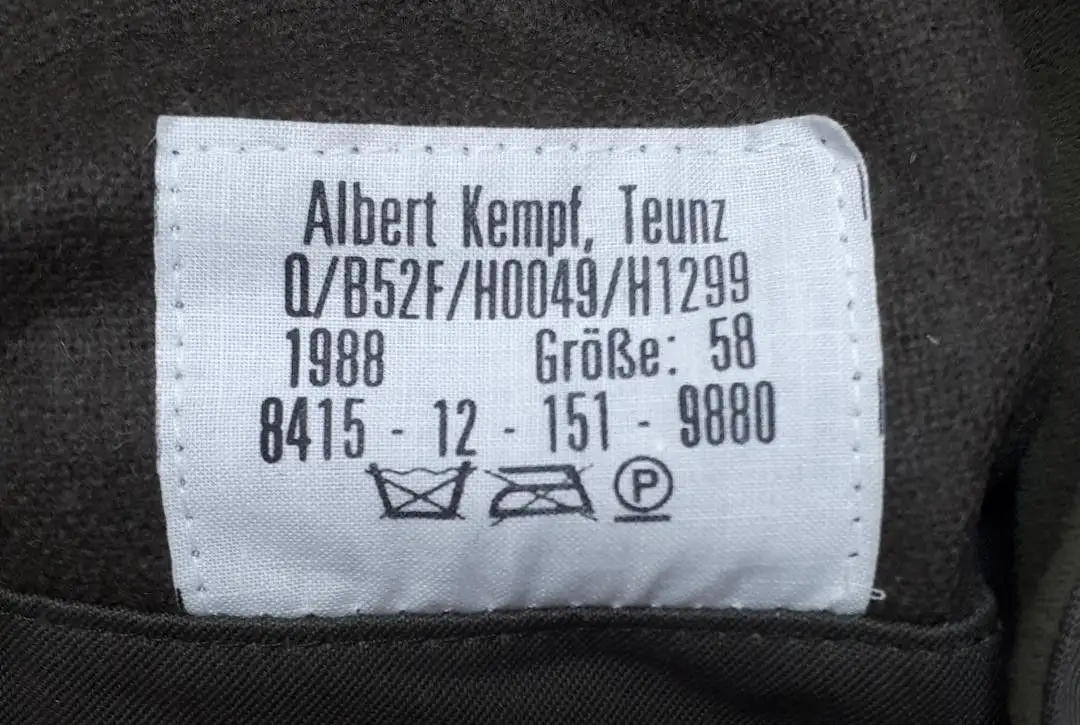 Albert Kempf, Teunz
Q/B52F/H0049/H1299
1988 Größe: 58
8415 - 12 - 151 - 9880
P